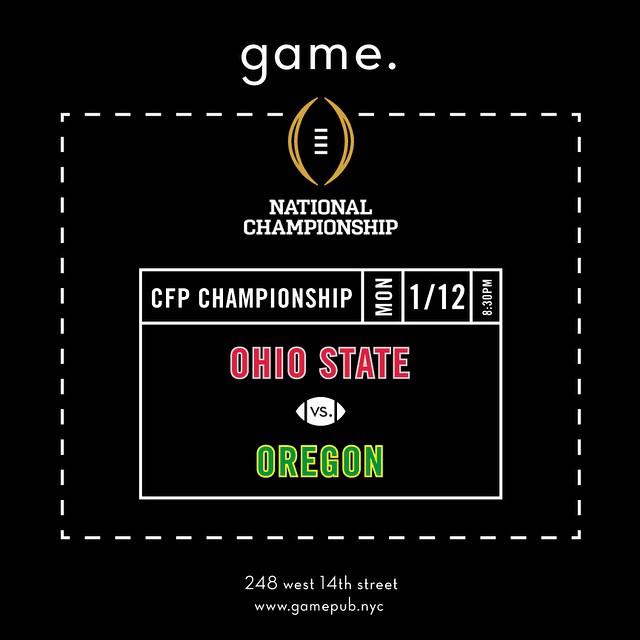 game.
NATIONAL
CHAMPIONSHIP
CFP CHAMPIONSHIP MON 1/12 8:30PM
OHIO STATE
VS.
OREGON
248 west 14th street
www.gamepub.nyc